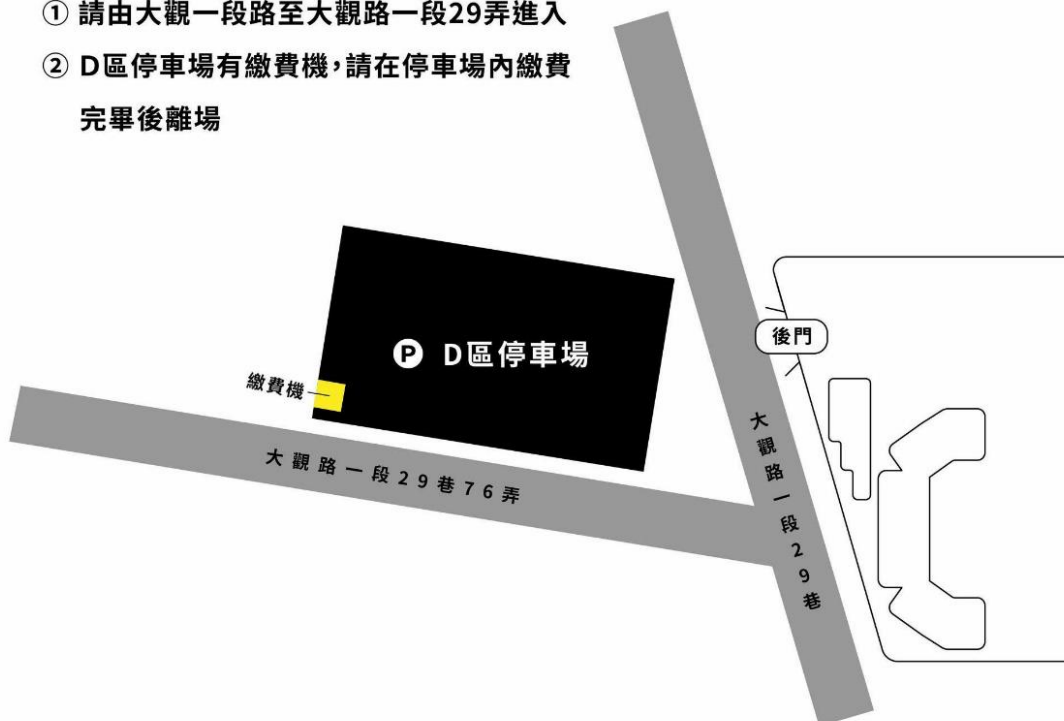 ① 請由大觀一段路至大觀路一段29弄進入
② D區停車場有繳費機，請在停車場內繳費
完畢後離場
後門
P D區停車場
繳費機
大觀路一段29巷76弄
大觀路一段29巷